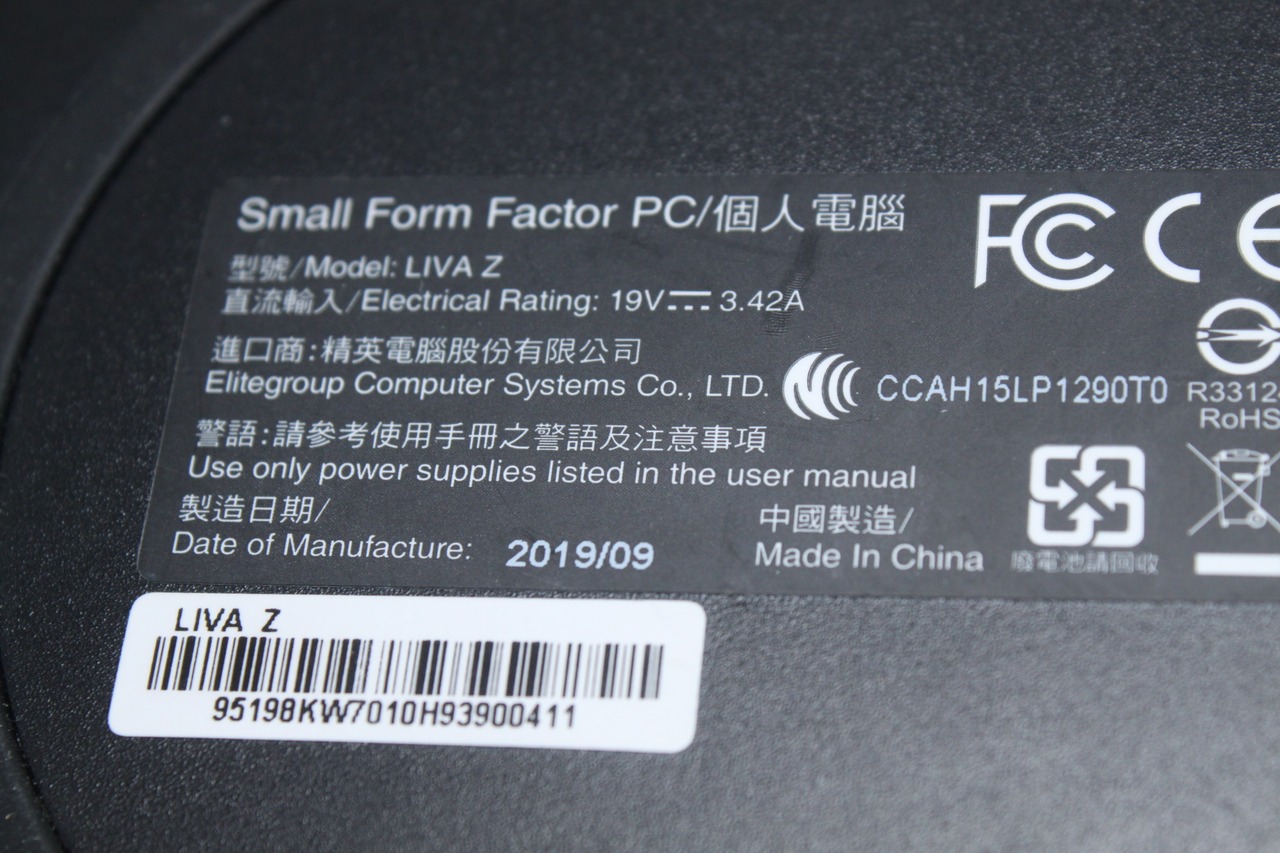 Small Form Factor PC/個人電腦
型號/Model: LIVA Z
直流輸入/Electrical Rating: 19V⎓3.42A
進口商:精英電腦股份有限公司
Elitegroup Computer Systems Co., LTD.
CCAH15LP1290T0
警語:請參考使用手冊之警語及注意事項
Use only power supplies listed in the user manual
製造日期/
Date of Manufacture: 2019/09
中國製造/
Made In China
FC CE
R3312
RoHS
廢電池請回收
LIVA Z
95198KW7010H93900411